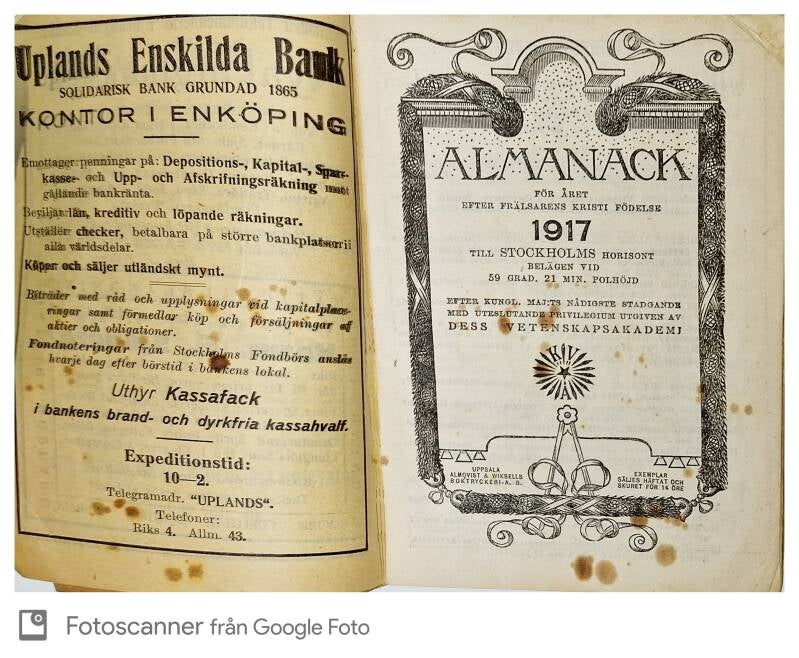 Uplands Enskilda Bank
SOLIDARISK BANK GRUNDAD 1865
KONTOR I ENKÖPING
Emottager penningar på: Depositions-, Kapital-, Spar-
kasse- och Upp- och Afskrifningsräkning mot
gällande bankränta.
Beviljar lån, kreditiv och löpande räkningar.
Utställer checker, betalbara på större bankplatser i
alla världsdelar.
Köper och säljer utländskt mynt.
Biträder med råd och upplysningar vid kapitalplace-
ringar samt förmedlar köp och försäljningar af
aktier och obligationer.
Fondnoteringar från Stockholms Fondbörs anslås
hvarje dag efter börstid i bankens lokal.
Uthyr Kassafack
i bankens brand- och dyrkfria kassahvalf.
Expeditionstid:
10—2.
Telegramadr. "UPLANDS".
Telefoner:
Riks 4. Allm. 43.
ALMANACK
FÖR ÅRET
EFTER FRÄLSARENS KRISTI FÖDELSE
1917
TILL STOCKHOLMS HORISONT
BELÄGEN VID
59 GRAD. 21 MIN. POLHÖJD
EFTER KUNGL. MAJ:TS NÅDIGSTE STADGANDE
MED UTESLUTANDE PRIVILEGIUM UTGIVEN AV
DESS VETENSKAPSAKADEMI
K V A
UPPSALA
ALMQVIST & WIKSELLS
BOKTRYCKERI-A.B.
EXEMPLAR
SÄLJES HÄFTAT OCH
SKURET FÖR 14 ÖRE
Fotoscanner från Google Foto